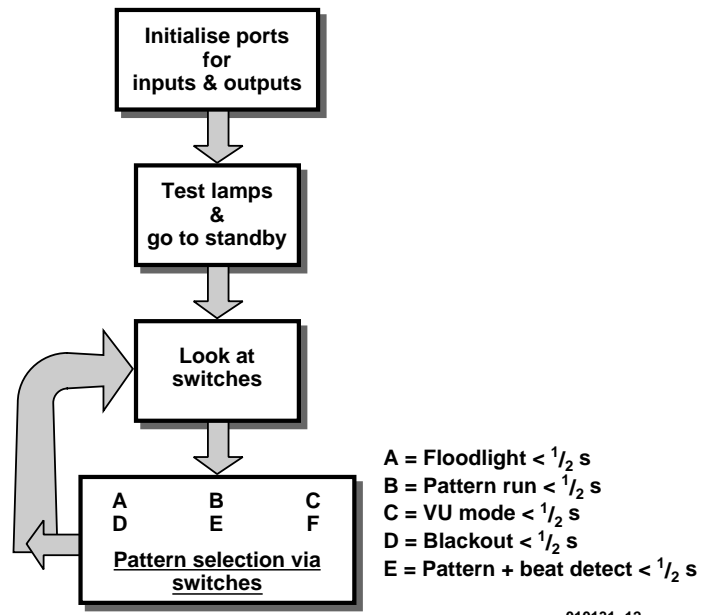 Initialise ports
for
inputs & outputs
Test lamps
&
go to standby
Look at
switches
A B C
D E F
Pattern selection via
switches
A = Floodlight < 1/2 s
B = Pattern run < 1/2 s
C = VU mode < 1/2 s
D = Blackout < 1/2 s
E = Pattern + beat detect < 1/2 s